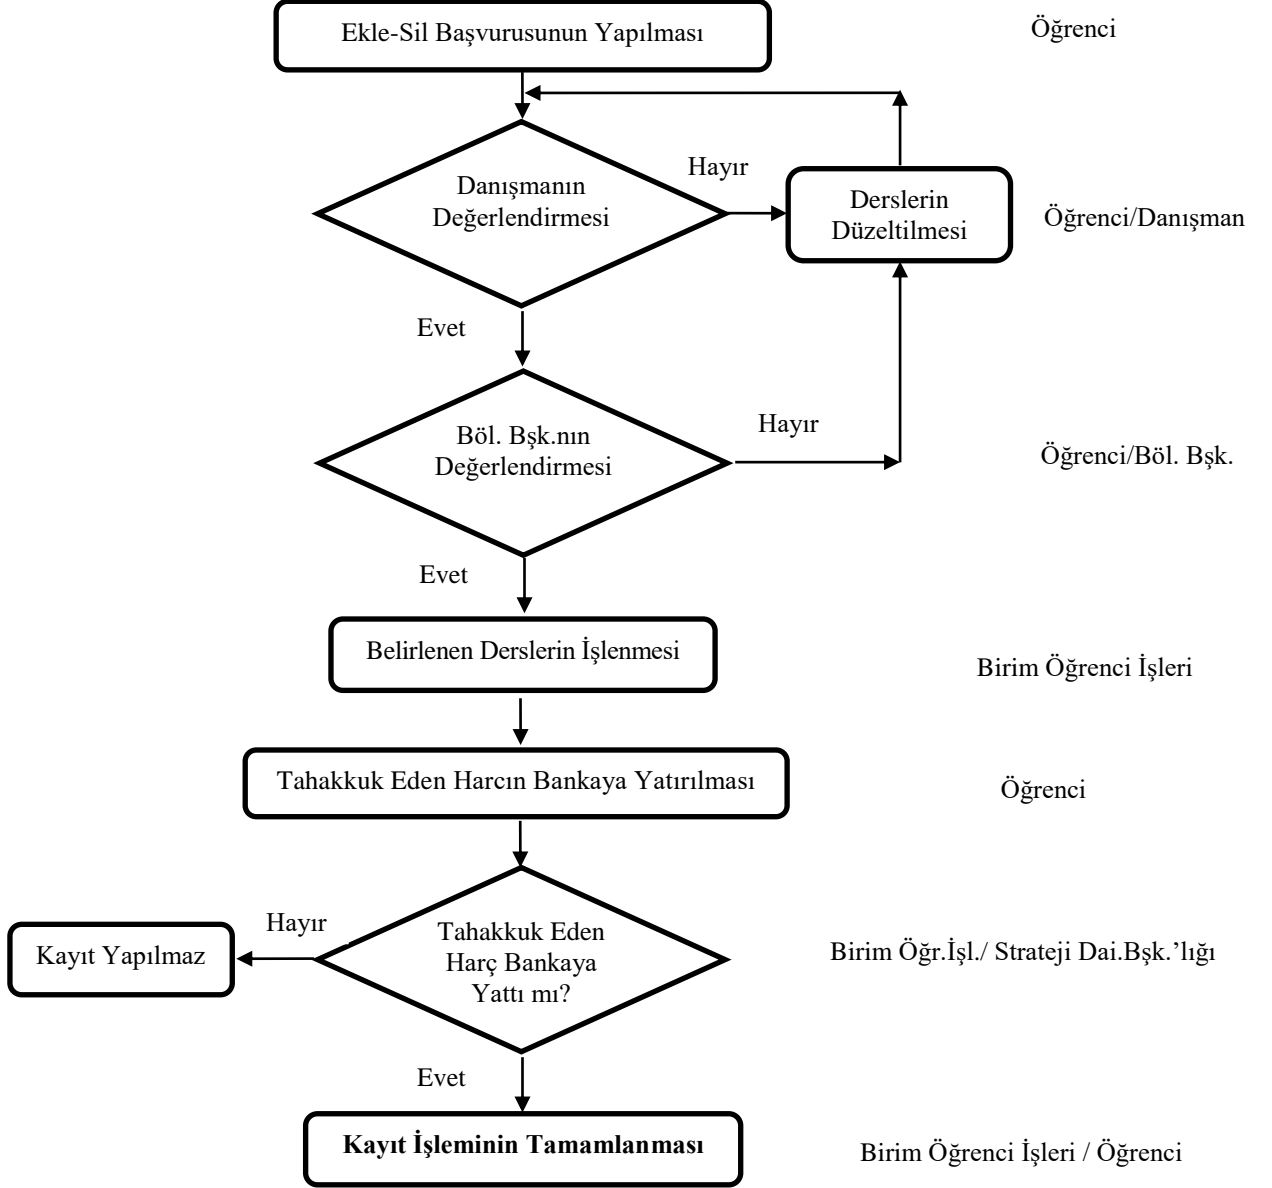 Ekle-Sil Başvurusunun Yapılması
Öğrenci
Hayır
Danışmanın
Değerlendirmesi
Derslerin
Düzeltilmesi
Öğrenci/Danışman
Evet
Hayır
Böl. Bşk.nın
Değerlendirmesi
Öğrenci/Böl. Bşk.
Evet
Belirlenen Derslerin İşlenmesi
Birim Öğrenci İşleri
Tahakkuk Eden Harcın Bankaya Yatırılması
Öğrenci
Hayır
Kayıt Yapılmaz
Tahakkuk Eden
Harç Bankaya
Yattı mı?
Birim Öğr.İşl./ Strateji Dai.Bşk.’lığı
Evet
Kayıt İşleminin Tamamlanması
Birim Öğrenci İşleri / Öğrenci